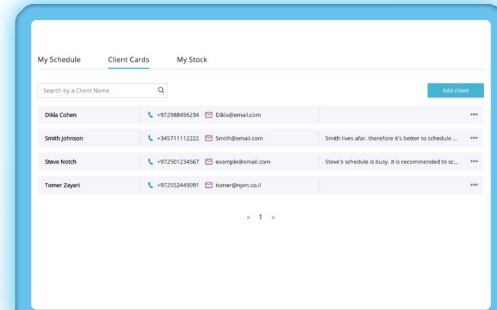 My Schedule Client Cards My Stock
Search by a Client Name Add client
Dikla Cohen +972988456234 Dikla@email.com
Smith Johnson +345711112222 Smith@email.com Smith lives afar. therefore it's better to schedule ...
Steve Notch +972501234567 example@email.com Steve's schedule is busy. it is recommended to sc...
Tomer Zayari +972552449091 tomer@npm.co.il
« 1 »